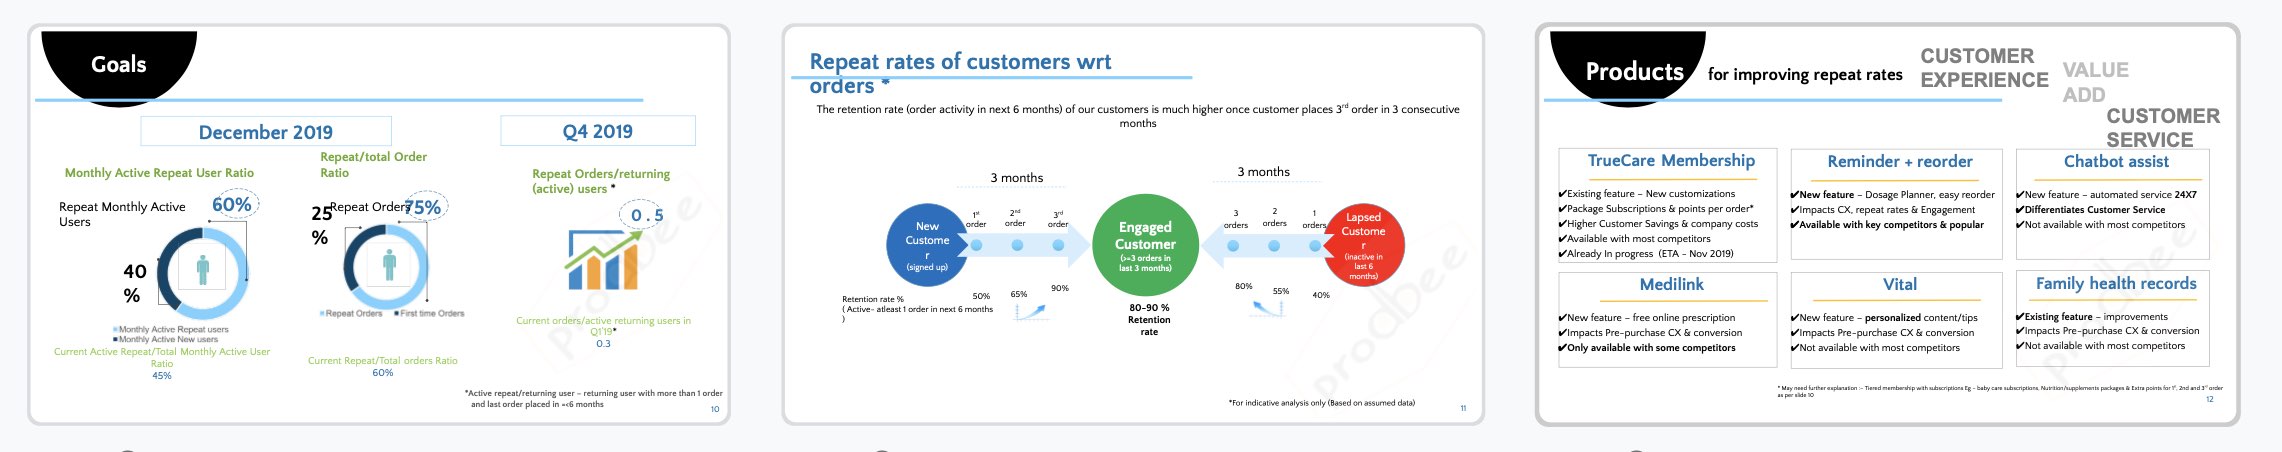 Goals
December 2019
Q4 2019
Monthly Active Repeat User Ratio
Repeat/total Order
Ratio
Repeat Orders/returning
(active) users *
Repeat Monthly Active
Users
60%
40
%
Monthly Active Repeat users
Monthly Active New users
Current Active Repeat/Total Monthly Active User
Ratio
45%
25
%
Repeat Orders
75%
Repeat Orders
First time Orders
Current Repeat/Total orders Ratio
60%
0.5
Current orders/active returning users in
Q1'19*
0.3
*Active repeat/returning user – returning user with more than 1 order
and last order placed in =<6 months
10
Prodbee
Repeat rates of customers wrt
orders *
The retention rate (order activity in next 6 months) of our customers is much higher once customer places 3rd order in 3 consecutive
months
3 months
3 months
New
Custome
r
(signed up)
1st
order
2nd
order
3rd
order
Engaged
Customer
(>=3 orders in
last 3 months)
3
orders
2
orders
1
orders
Lapsed
Custome
r
(inactive in
last 6
months)
Retention rate %
( Active– atleast 1 order in next 6 months
)
50%
65%
90%
80–90 %
Retention
rate
80%
55%
40%
*For indicative analysis only (Based on assumed data)
11
Prodbee
Products for improving repeat rates
CUSTOMER
EXPERIENCE
VALUE
ADD
CUSTOMER
SERVICE
TrueCare Membership
✔Existing feature – New customizations
✔Package Subscriptions & points per order*
✔Higher Customer Savings & company costs
✔Available with most competitors
✔Already In progress (ETA – Nov 2019)
Reminder + reorder
✔New feature – Dosage Planner, easy reorder
✔Impacts CX, repeat rates & Engagement
✔Available with key competitors & popular
Chatbot assist
✔New feature – automated service 24X7
✔Differentiates Customer Service
✔Not available with most competitors
Medilink
✔New feature – free online prescription
✔Impacts Pre-purchase CX & conversion
✔Only available with some competitors
Vital
✔New feature – personalized content/tips
✔Impacts Pre-purchase CX & conversion
✔Not available with most competitors
Family health records
✔Existing feature – improvements
✔Impacts Pre-purchase CX & conversion
✔Not available with most competitors
* May need further explanation :– Tiered membership with subscriptions Eg – baby care subscriptions, Nutrition/supplements packages & Extra points for 1st, 2nd and 3rd order
as per slide 10
12
Prodbee